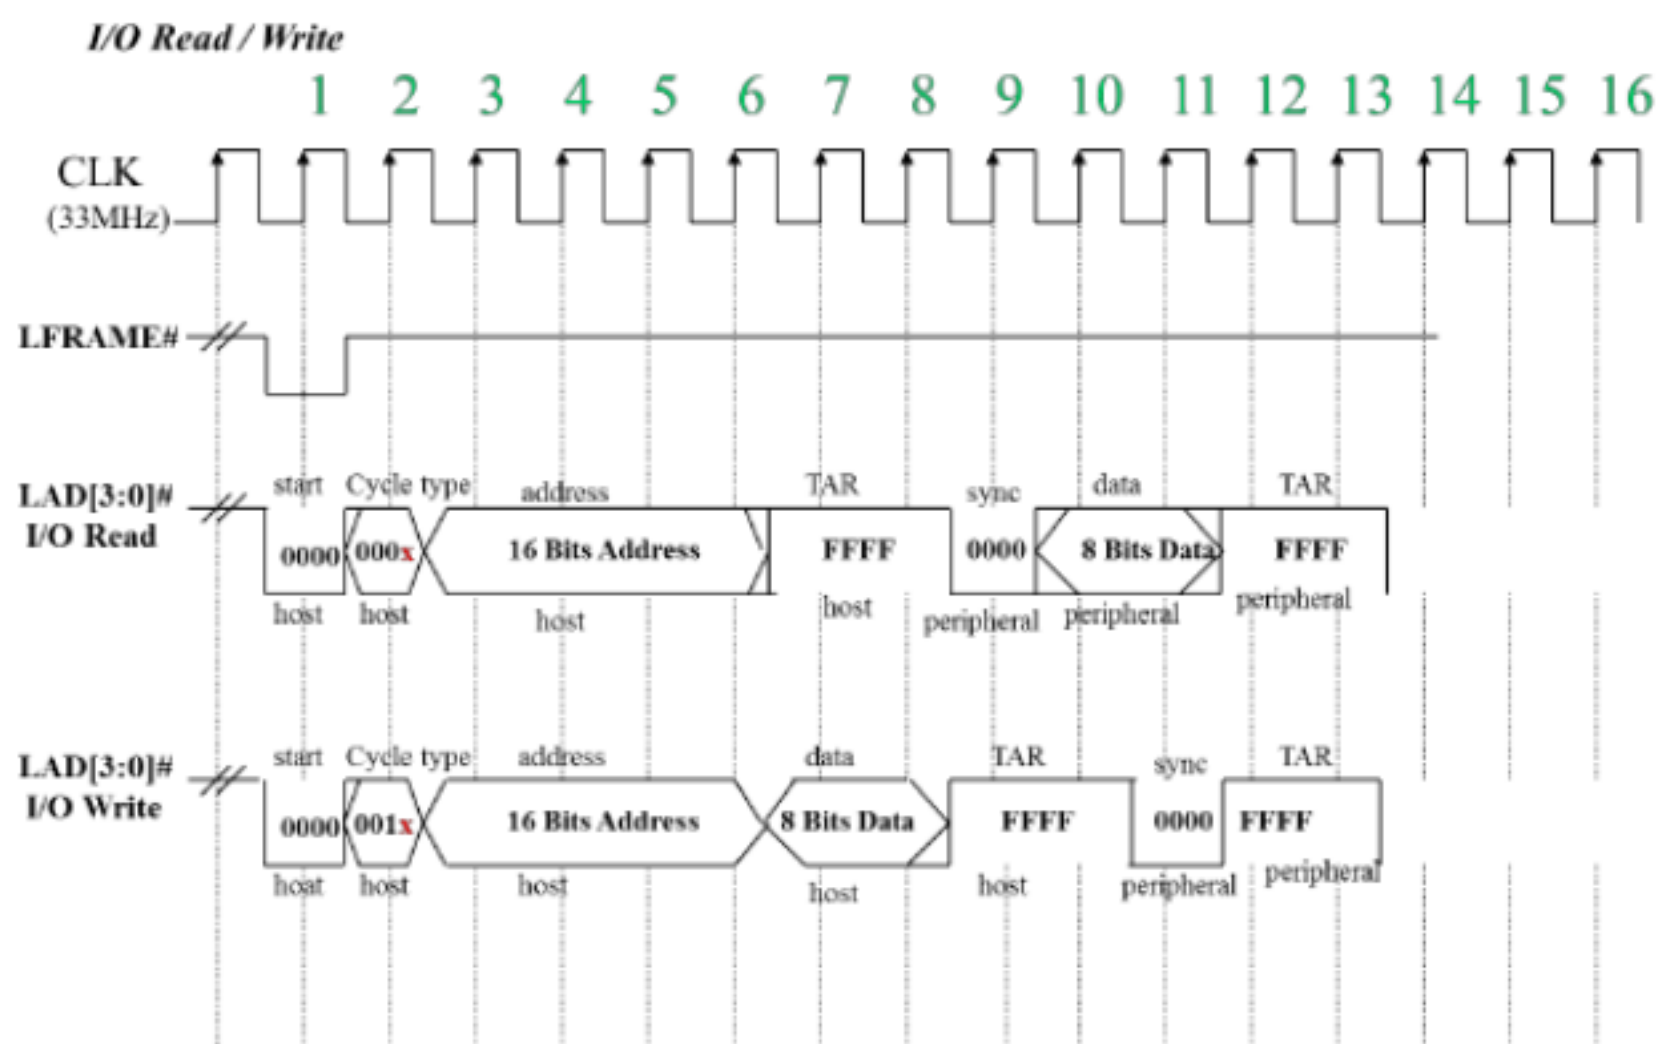 I/O Read / Write
1 2 3 4 5 6 7 8 9 10 11 12 13 14 15 16
CLK
(33MHz)
LFRAME#
LAD[3:0]#
I/O Read
start Cycle type address TAR sync data TAR
0000 000x 16 Bits Address FFFF 0000 8 Bits Data FFFF
host host host host peripheral peripheral peripheral
LAD[3:0]#
I/O Write
start Cycle type address data TAR sync TAR
0000 001x 16 Bits Address 8 Bits Data FFFF 0000 FFFF
hoat host host host host peripheral peripheral